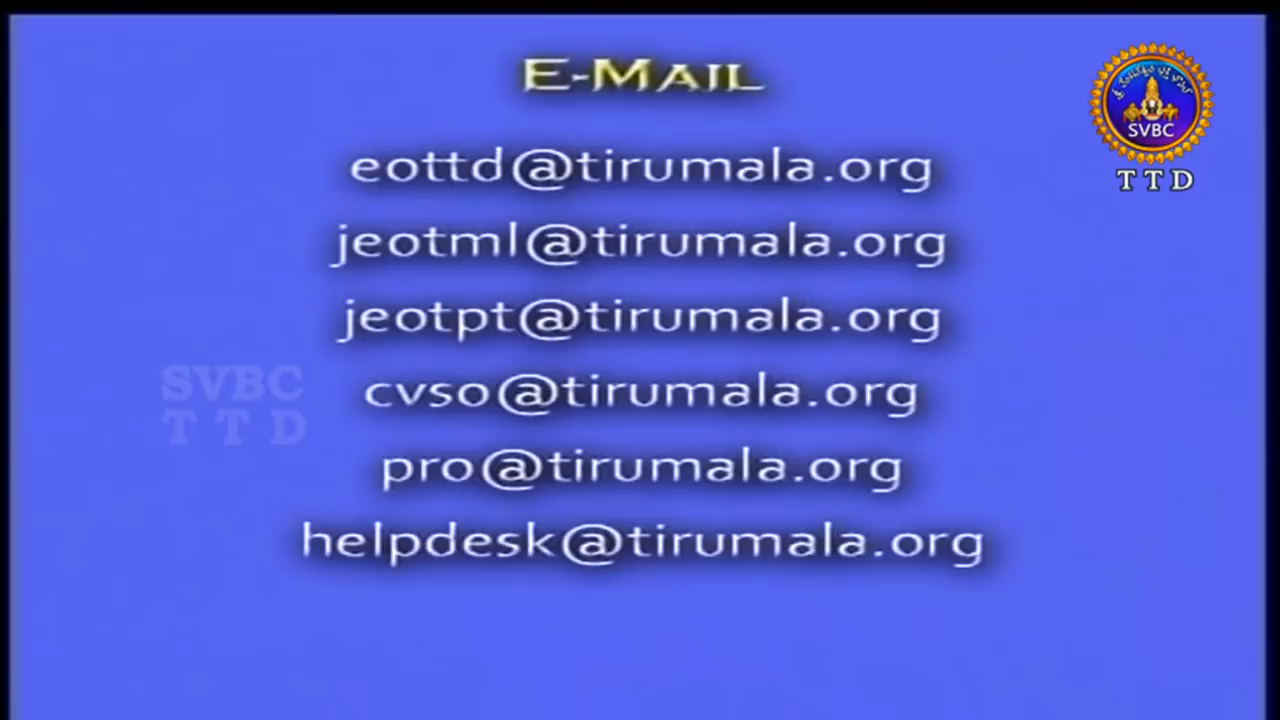 E-MAIL
eottd@tirumala.org
jeotml@tirumala.org
jeotpt@tirumala.org
cvso@tirumala.org
pro@tirumala.org
helpdesk@tirumala.org
SVBC
TTD
SVBC
TTD